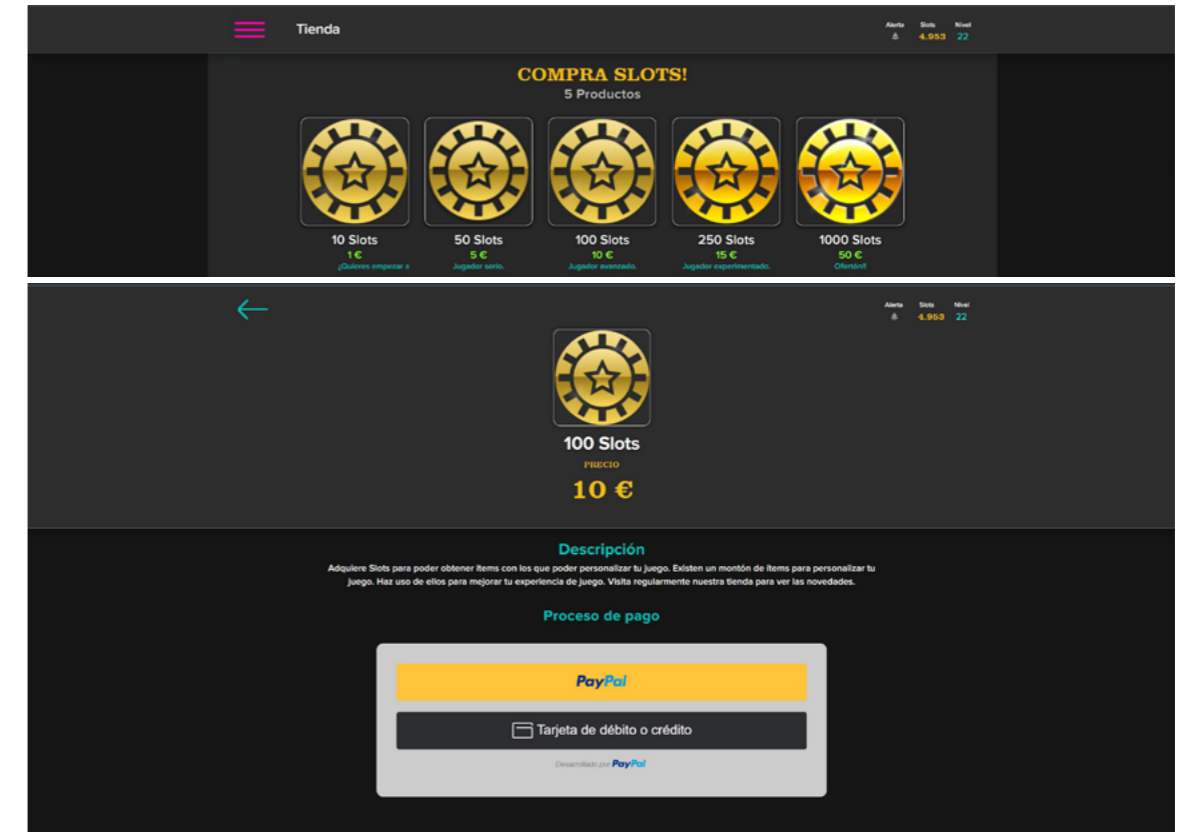 Tienda
Alerta Slots Nivel
4.953 22
COMPRA SLOTS!
5 Productos
10 Slots 50 Slots 100 Slots 250 Slots 1000 Slots
1 € 5 € 10 € 15 € 50 €
¿Quieres empezar a Jugador serio. Jugador avanzado. Jugador experimentado. Ofertón!!
Alerta Slots Nivel
4.953 22
100 Slots
PRECIO
10 €
Descripción
Adquiere Slots para poder obtener ítems con los que poder personalizar tu juego. Existen un montón de ítems para personalizar tu
juego. Haz uso de ellos para mejorar tu experiencia de juego. Visita regularmente nuestra tienda para ver las novedades.
Proceso de pago
PayPal
Tarjeta de débito o crédito
Desarrollado por PayPal